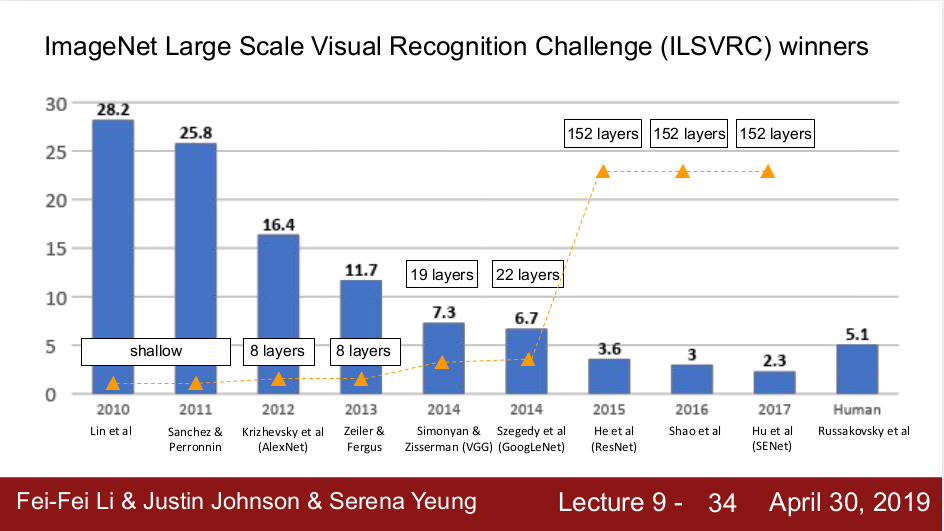 ImageNet Large Scale Visual Recognition Challenge (ILSVRC) winners
30
25
20
15
10
5
0
28.2
25.8
16.4
11.7
7.3
6.7
3.6
3
2.3
5.1
shallow
8 layers
8 layers
19 layers
22 layers
152 layers
152 layers
152 layers
2010
2011
2012
2013
2014
2014
2015
2016
2017
Human
Lin et al
Sanchez &
Perronnin
Krizhevsky et al
(AlexNet)
Zeiler &
Fergus
Simonyan &
Zisserman (VGG)
Szegedy et al
(GoogLeNet)
He et al
(ResNet)
Shao et al
Hu et al
(SENet)
Russakovsky et al
Fei-Fei Li & Justin Johnson & Serena Yeung
Lecture 9 - 34
April 30, 2019